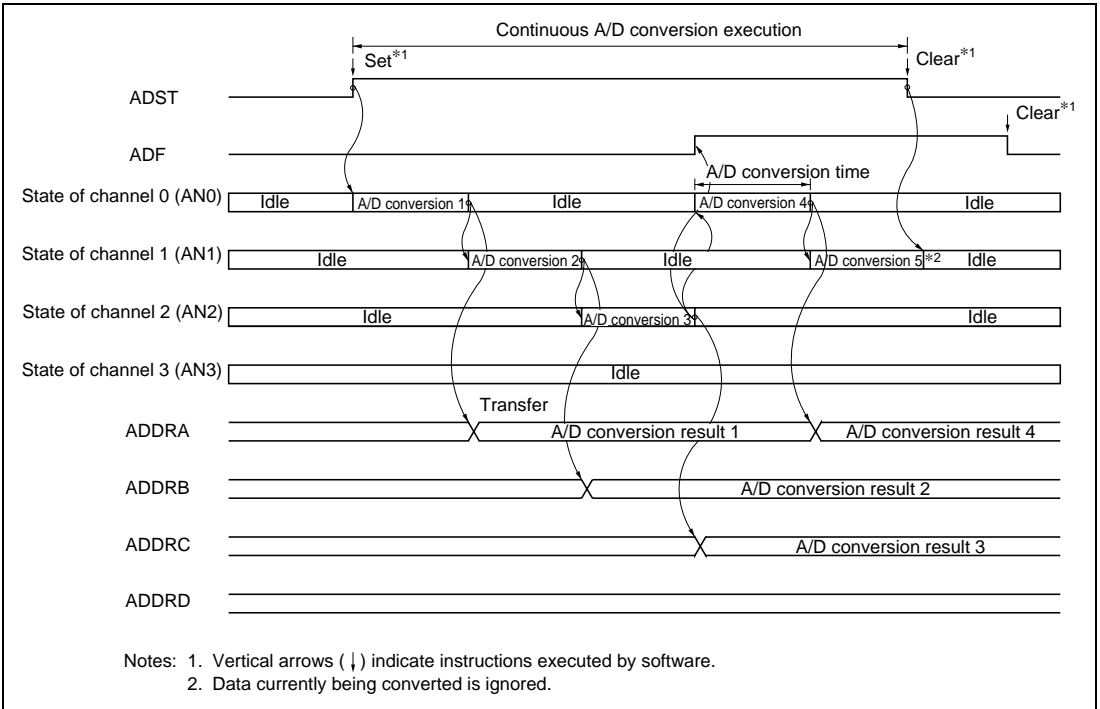 Continuous A/D conversion execution
Set*1
Clear*1
ADST
Clear*1
ADF
A/D conversion time
State of channel 0 (AN0)
Idle
A/D conversion 1
Idle
A/D conversion 4
Idle
State of channel 1 (AN1)
Idle
A/D conversion 2
Idle
A/D conversion 5
*2
Idle
State of channel 2 (AN2)
Idle
A/D conversion 3
Idle
State of channel 3 (AN3)
Idle
Transfer
ADDRA
A/D conversion result 1
A/D conversion result 4
ADDRB
A/D conversion result 2
ADDRC
A/D conversion result 3
ADDRD
Notes: 1. Vertical arrows (↓) indicate instructions executed by software.
2. Data currently being converted is ignored.